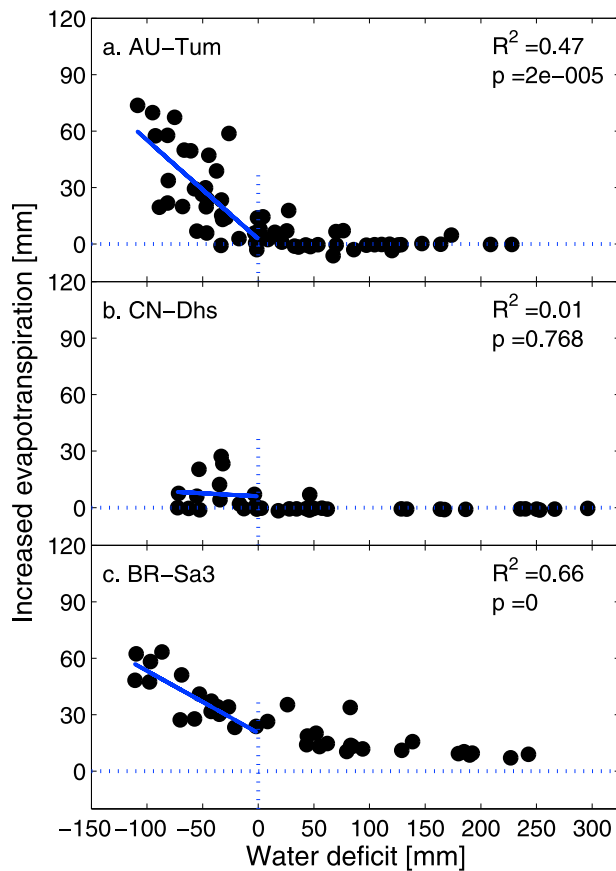 120
a. AU−Tum
R² =0.47
p =2e−005
90
60
30
0
120
b. CN−Dhs
R² =0.01
p =0.768
90
60
30
0
120
c. BR−Sa3
R² =0.66
p =0
90
60
30
0
Increased evapotranspiration [mm]
−150 −100 −50 0 50 100 150 200 250 300
Water deficit [mm]